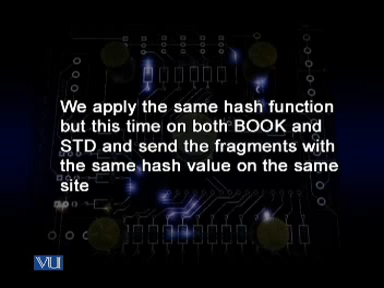 We apply the same hash function
but this time on both BOOK and
STD and send the fragments with
the same hash value on the same
site
VU